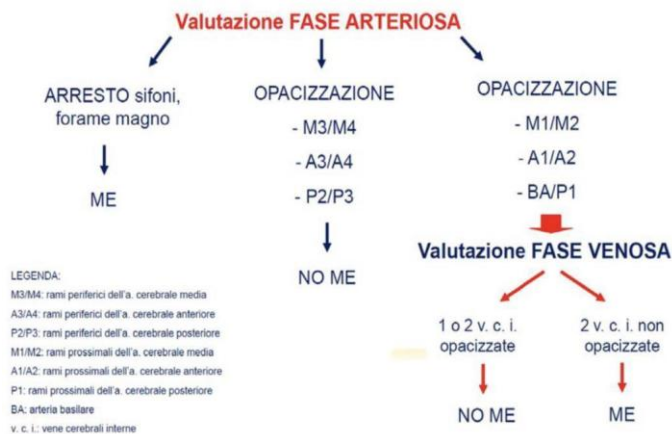 Valutazione FASE ARTERIOSA
ARRESTO sifoni,
forame magno
ME
OPACIZZAZIONE
- M3/M4
- A3/A4
- P2/P3
NO ME
OPACIZZAZIONE
- M1/M2
- A1/A2
- BA/P1
Valutazione FASE VENOSA
1 o 2 v. c. i.
opacizzate
NO ME
2 v. c. i. non
opacizzate
ME
LEGENDA:
M3/M4: rami periferici dell'a. cerebrale media
A3/A4: rami periferici dell'a. cerebrale anteriore
P2/P3: rami periferici dell'a. cerebrale posteriore
M1/M2: rami prossimali dell'a. cerebrale media
A1/A2: rami prossimali dell'a. cerebrale anteriore
P1: rami prossimali dell'a. cerebrale posteriore
BA: arteria basilare
v. c. i.: vene cerebrali interne